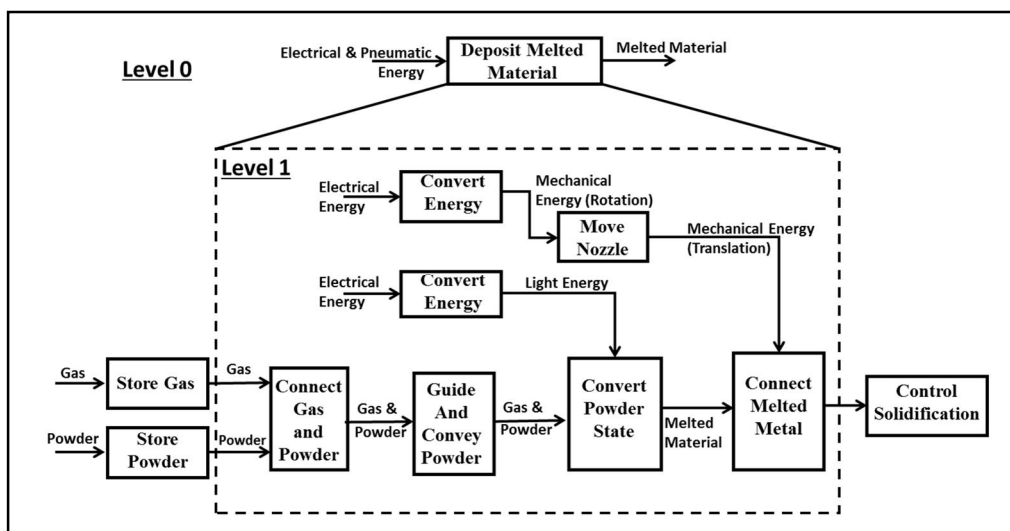 Level 0
Electrical & Pneumatic
Energy
Deposit Melted
Material
Melted Material
Level 1
Electrical
Energy
Convert
Energy
Mechanical
Energy (Rotation)
Move
Nozzle
Mechanical Energy
(Translation)
Electrical
Energy
Convert
Energy
Light Energy
Gas
Store Gas
Gas
Powder
Store
Powder
Powder
Connect
Gas
and
Powder
Gas &
Powder
Guide
And
Convey
Powder
Gas &
Powder
Convert
Powder
State
Melted
Material
Connect
Melted
Metal
Control
Solidification